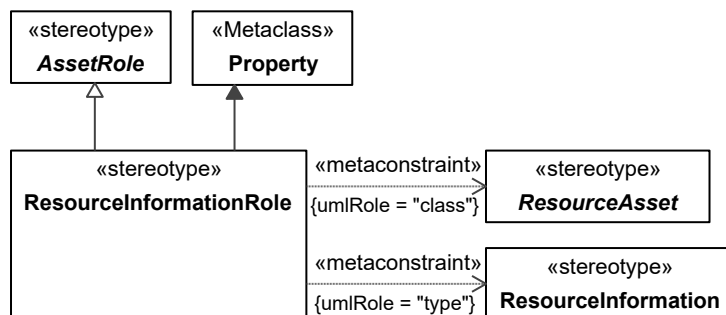 «stereotype»
AssetRole
«Metaclass»
Property
«stereotype»
ResourceInformationRole
«metaconstraint»
{umlRole = "class"}
«stereotype»
ResourceAsset
«metaconstraint»
{umlRole = "type"}
«stereotype»
ResourceInformation